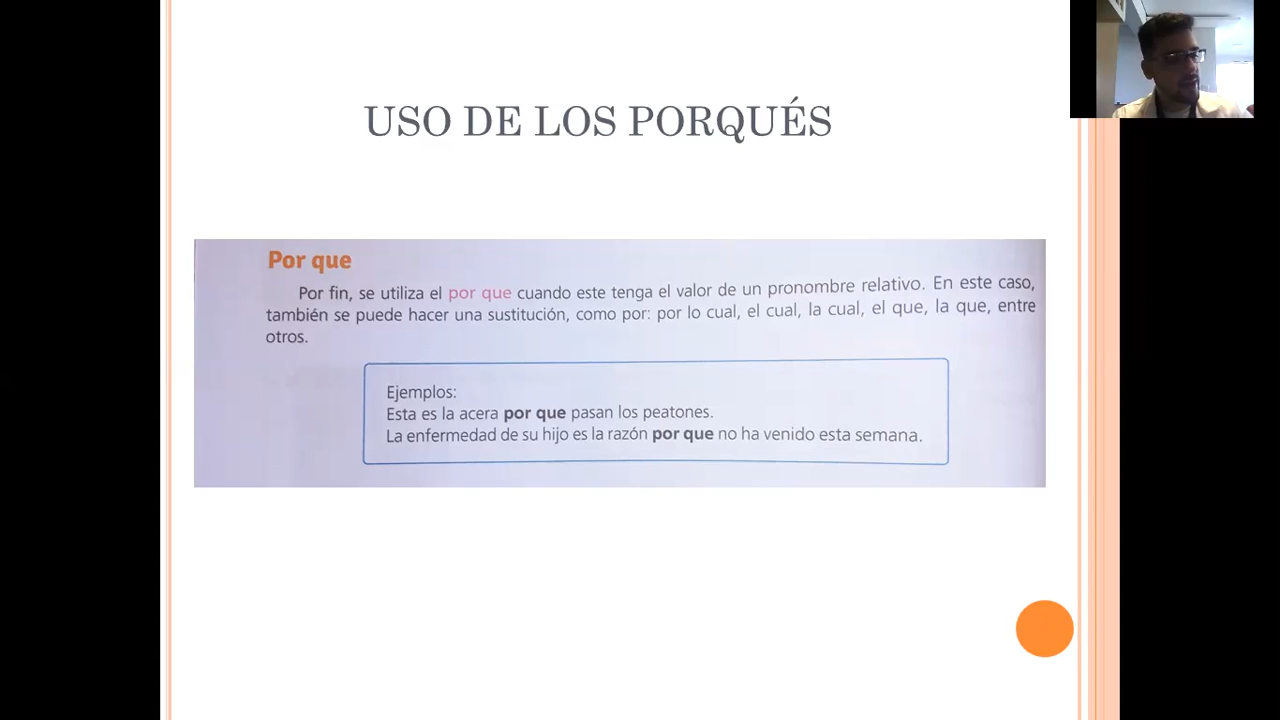 USO DE LOS PORQUÉS
Por que
Por fin, se utiliza el por que cuando este tenga el valor de un pronombre relativo. En este caso,
también se puede hacer una sustitución, como por: por lo cual, el cual, la cual, el que, la que, entre
otros.
Ejemplos:
Esta es la acera por que pasan los peatones.
La enfermedad de su hijo es la razón por que no ha venido esta semana.